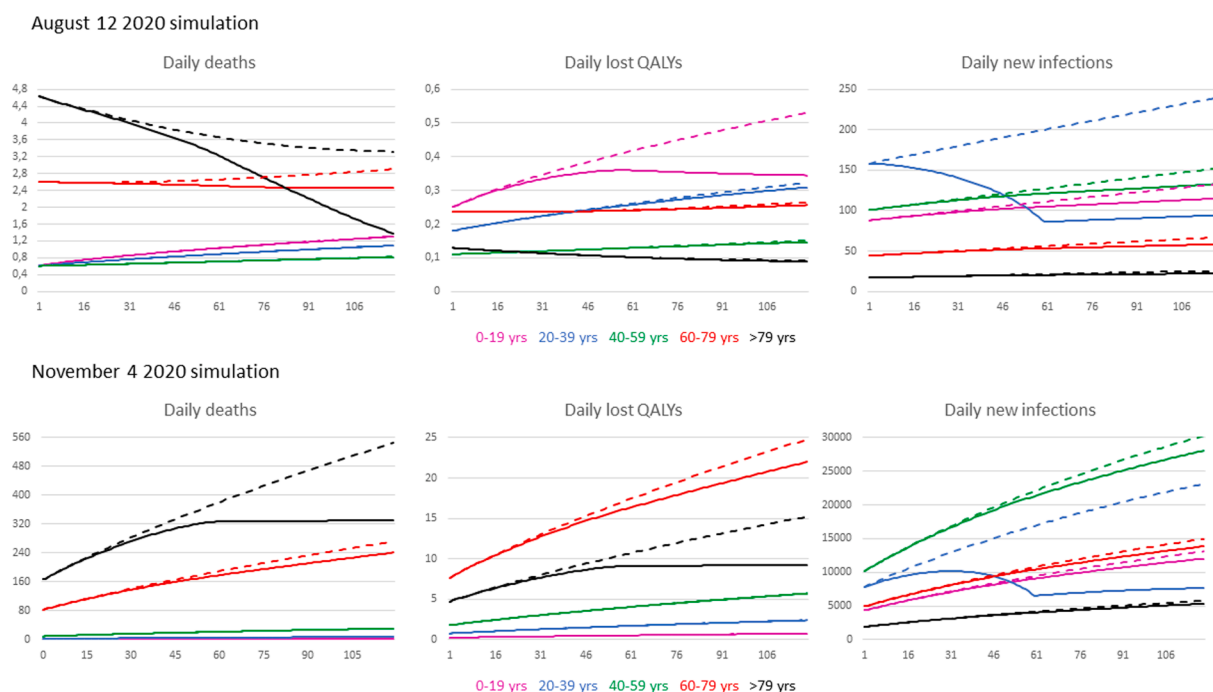 August 12 2020 simulation
Daily deaths
4,8
4,4
4
3,6
3,2
2,8
2,4
2
1,6
1,2
0,8
0,4
0
1 16 31 46 61 76 91 106
Daily lost QALYs
0,6
0,5
0,4
0,3
0,2
0,1
0
1 16 31 46 61 76 91 106
Daily new infections
250
200
150
100
50
0
1 16 31 46 61 76 91 106
0-19 yrs 20-39 yrs 40-59 yrs 60-79 yrs >79 yrs
November 4 2020 simulation
Daily deaths
560
480
400
320
240
160
80
0
0 15 30 45 60 75 90 105
Daily lost QALYs
25
20
15
10
5
0
1 16 31 46 61 76 91 106
Daily new infections
30000
25000
20000
15000
10000
5000
0
1 16 31 46 61 76 91 106
0-19 yrs 20-39 yrs 40-59 yrs 60-79 yrs >79 yrs